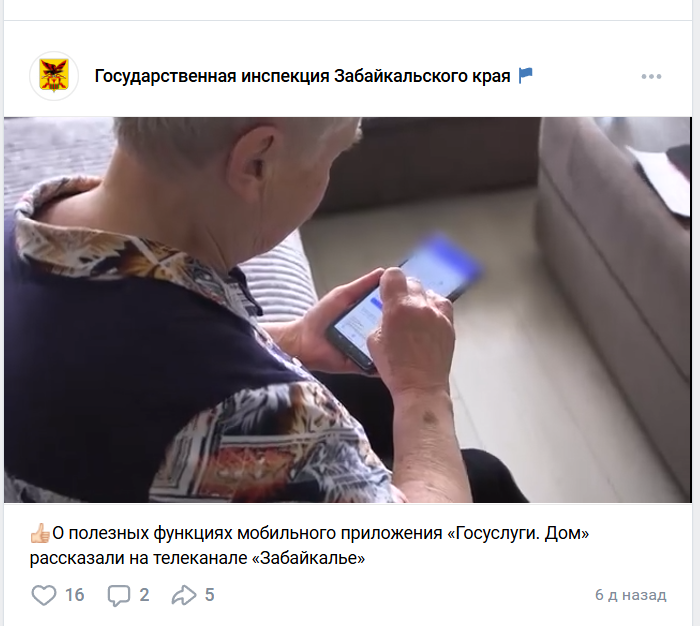 Государственная инспекция Забайкальского края
👍🏻О полезных функциях мобильного приложения «Госуслуги. Дом»
рассказали на телеканале «Забайкалье»
16
2
5
6 д назад